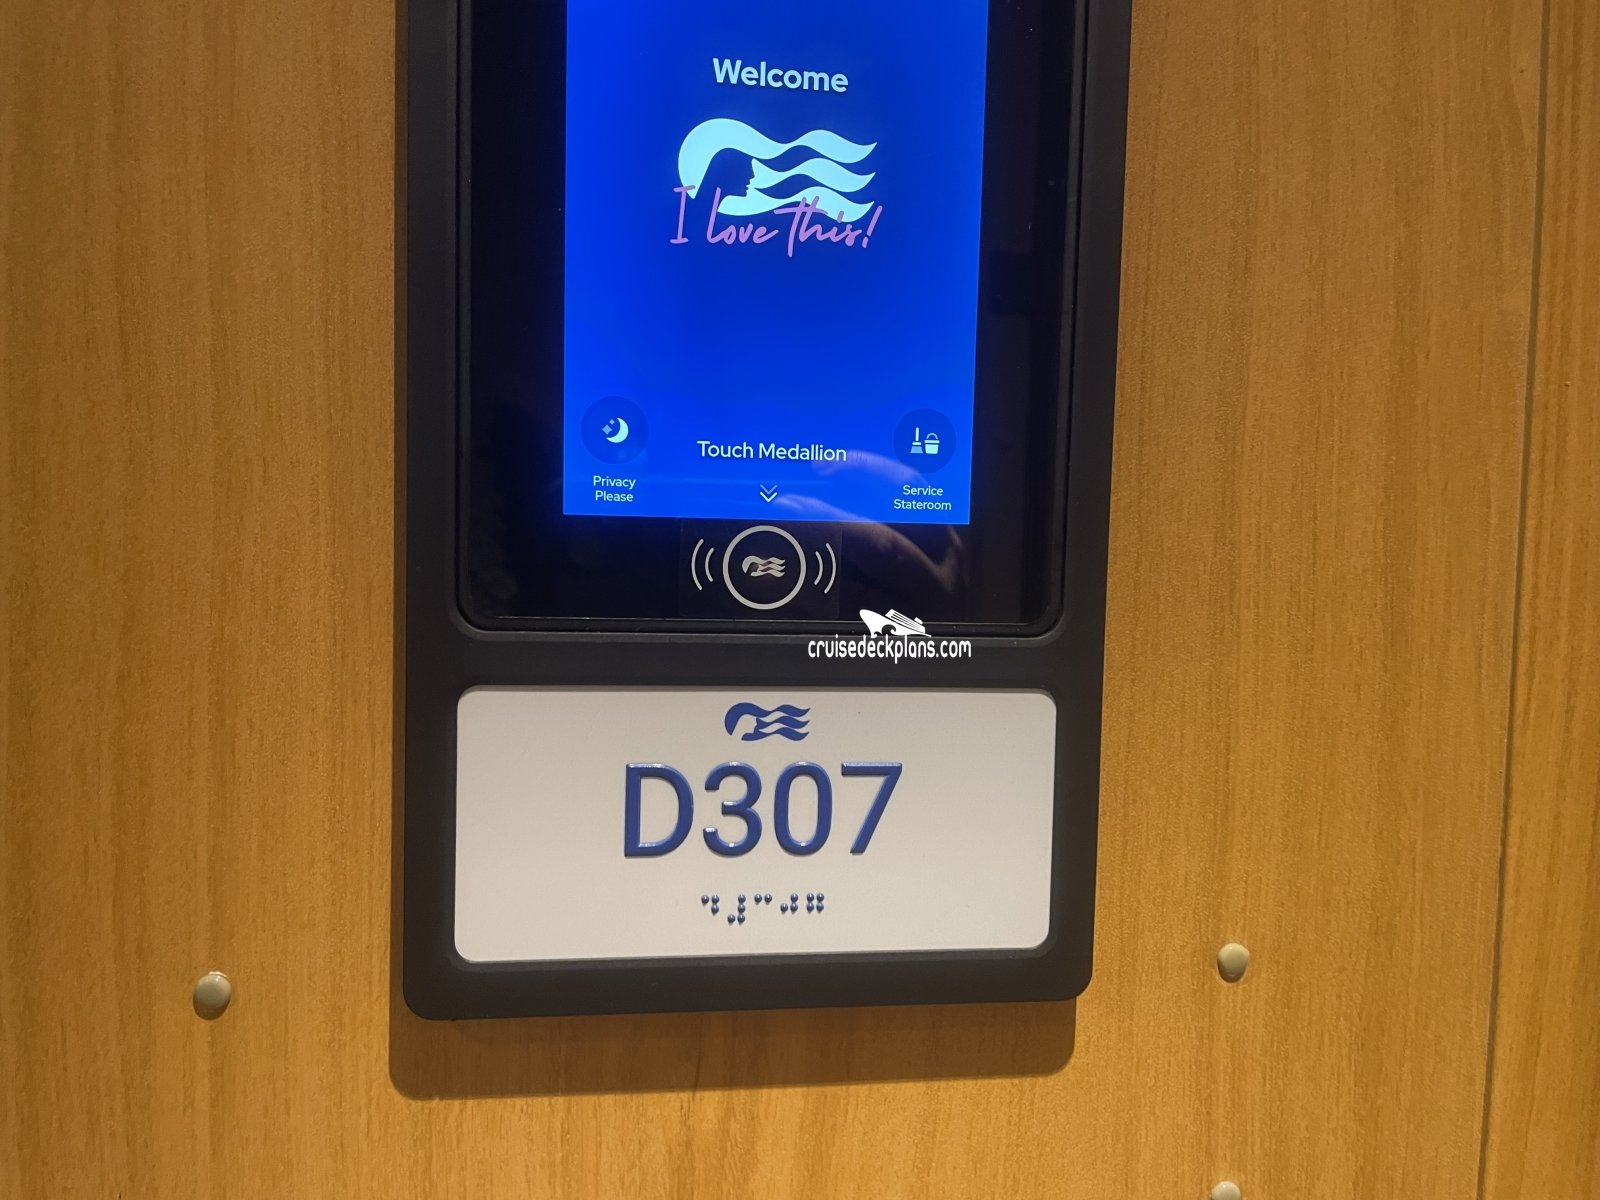 Welcome
I love this!
Touch Medallion
Privacy
Please
Service
Stateroom
cruisedeckplans.com
D307
⠙⠼⠉⠚⠛